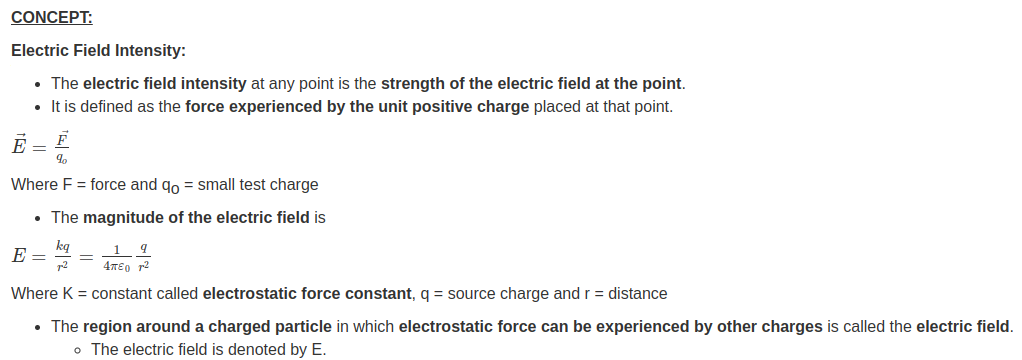 CONCEPT:
Electric Field Intensity:
• The electric field intensity at any point is the strength of the electric field at the point.
• It is defined as the force experienced by the unit positive charge placed at that point.
$\vec{E} = \frac{\vec{F}}{q_o}$
Where F = force and q₀ = small test charge
• The magnitude of the electric field is
$E = \frac{kq}{r^2} = \frac{1}{4\pi\varepsilon_0} \frac{q}{r^2}$
Where K = constant called electrostatic force constant, q = source charge and r = distance
• The region around a charged particle in which electrostatic force can be experienced by other charges is called the electric field.
◦ The electric field is denoted by E.